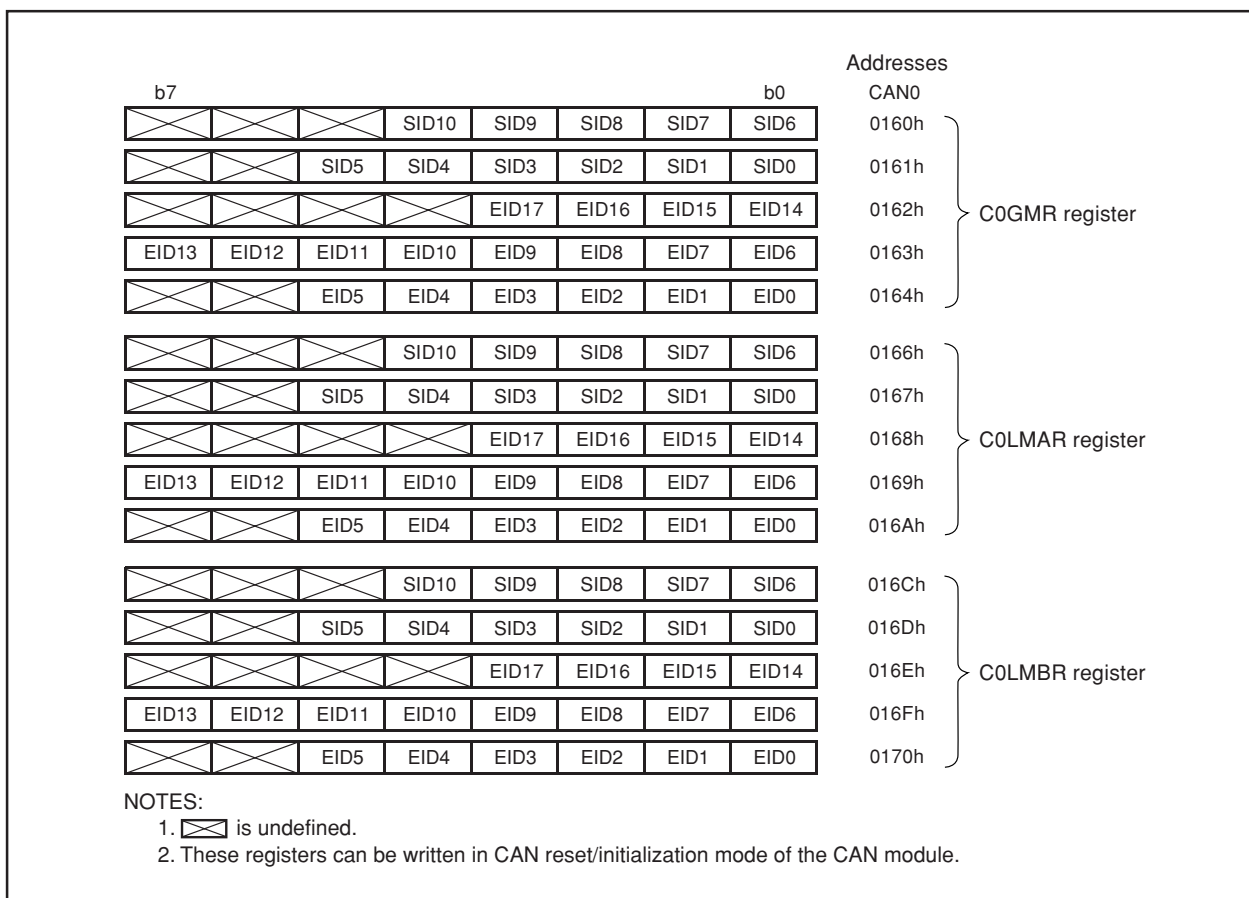 Addresses
b7 b0 CAN0
SID10 SID9 SID8 SID7 SID6 0160h
SID5 SID4 SID3 SID2 SID1 SID0 0161h
EID17 EID16 EID15 EID14 0162h
C0GMR register
EID13 EID12 EID11 EID10 EID9 EID8 EID7 EID6 0163h
EID5 EID4 EID3 EID2 EID1 EID0 0164h
SID10 SID9 SID8 SID7 SID6 0166h
SID5 SID4 SID3 SID2 SID1 SID0 0167h
EID17 EID16 EID15 EID14 0168h C0LMAR register
EID13 EID12 EID11 EID10 EID9 EID8 EID7 EID6 0169h
EID5 EID4 EID3 EID2 EID1 EID0 016Ah
SID10 SID9 SID8 SID7 SID6 016Ch
SID5 SID4 SID3 SID2 SID1 SID0 016Dh
EID17 EID16 EID15 EID14 016Eh C0LMBR register
EID13 EID12 EID11 EID10 EID9 EID8 EID7 EID6 016Fh
EID5 EID4 EID3 EID2 EID1 EID0 0170h
NOTES:
1. is undefined.
2. These registers can be written in CAN reset/initialization mode of the CAN module.